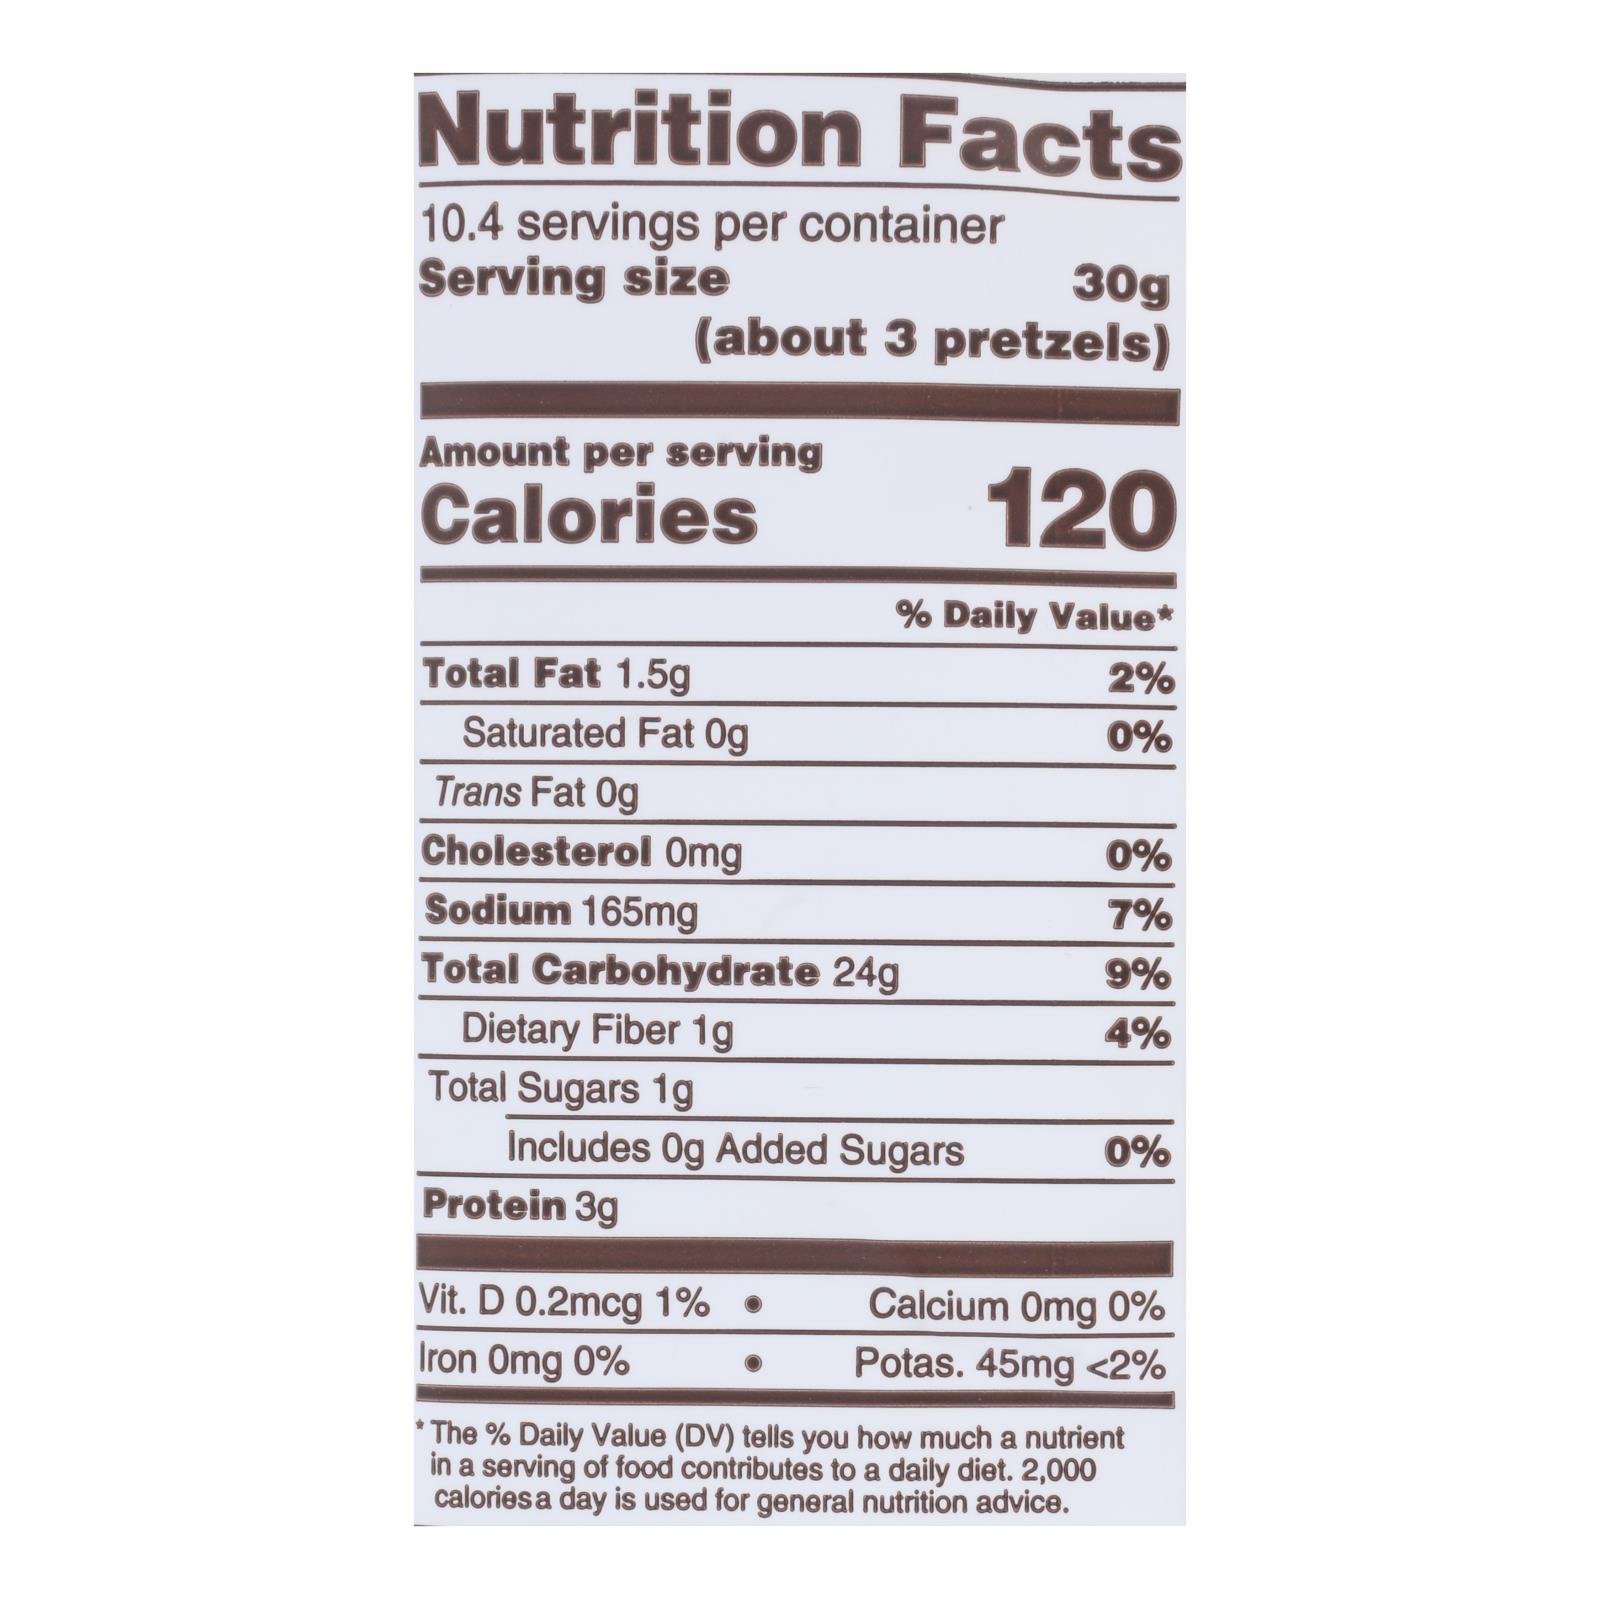 Nutrition Facts
10.4 servings per container
Serving size 30g
(about 3 pretzels)
Amount per serving
Calories 120
% Daily Value*
Total Fat 1.5g 2%
Saturated Fat 0g 0%
Trans Fat 0g
Cholesterol 0mg 0%
Sodium 165mg 7%
Total Carbohydrate 24g 9%
Dietary Fiber 1g 4%
Total Sugars 1g
Includes 0g Added Sugars 0%
Protein 3g
Vit. D 0.2mcg 1% • Calcium 0mg 0%
Iron 0mg 0% • Potas. 45mg <2%
* The % Daily Value (DV) tells you how much a nutrient
in a serving of food contributes to a daily diet. 2,000
calories a day is used for general nutrition advice.